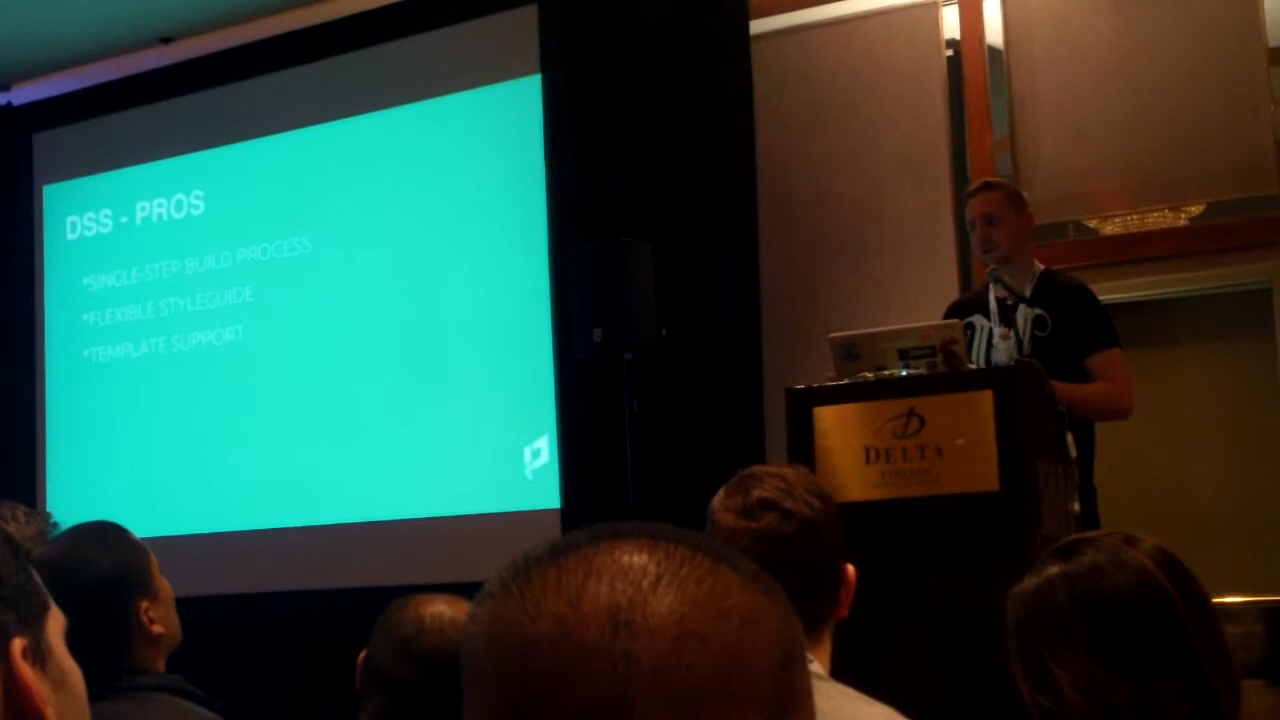 DSS - PROS
*SINGLE-STEP BUILD PROCESS
*FLEXIBLE STYLEGUIDE
*TEMPLATE SUPPORT
DELTA